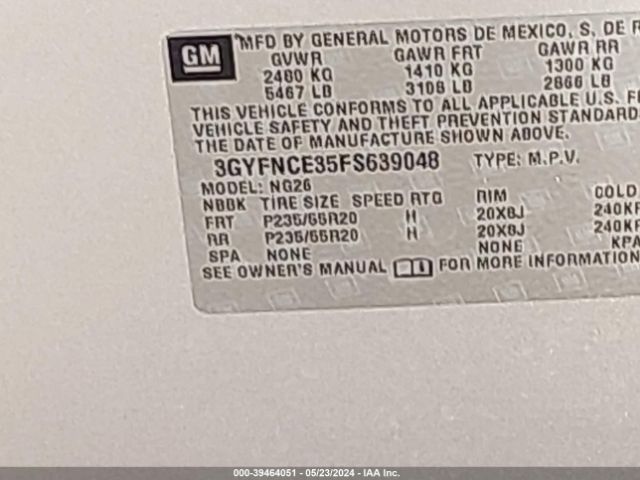 GM
*MFD BY GENERAL MOTORS DE MEXICO, S. DE R
GVWR GAWR FRT GAWR RR
2480 KG 1410 KG 1300 KG
5467 LB 3108 LB 2866 LB
THIS VEHICLE CONFORMS TO ALL APPLICABLE U.S. FE
VEHICLE SAFETY AND THEFT PREVENTION STANDARD
THE DATE OF MANUFACTURE SHOWN ABOVE.
3GYFNCE35FS639048 TYPE: M.P.V.
MODEL: NG26
NBBK TIRE SIZE SPEED RTG RIM COLD
FRT P235/55R20 H 20X8J 240KP
RR P235/55R20 H 20X8J 240KP
SPA NONE NONE KPA
SEE OWNER'S MANUAL FOR MORE INFORMATION
000-39464051 - 05/23/2024 - IAA Inc.